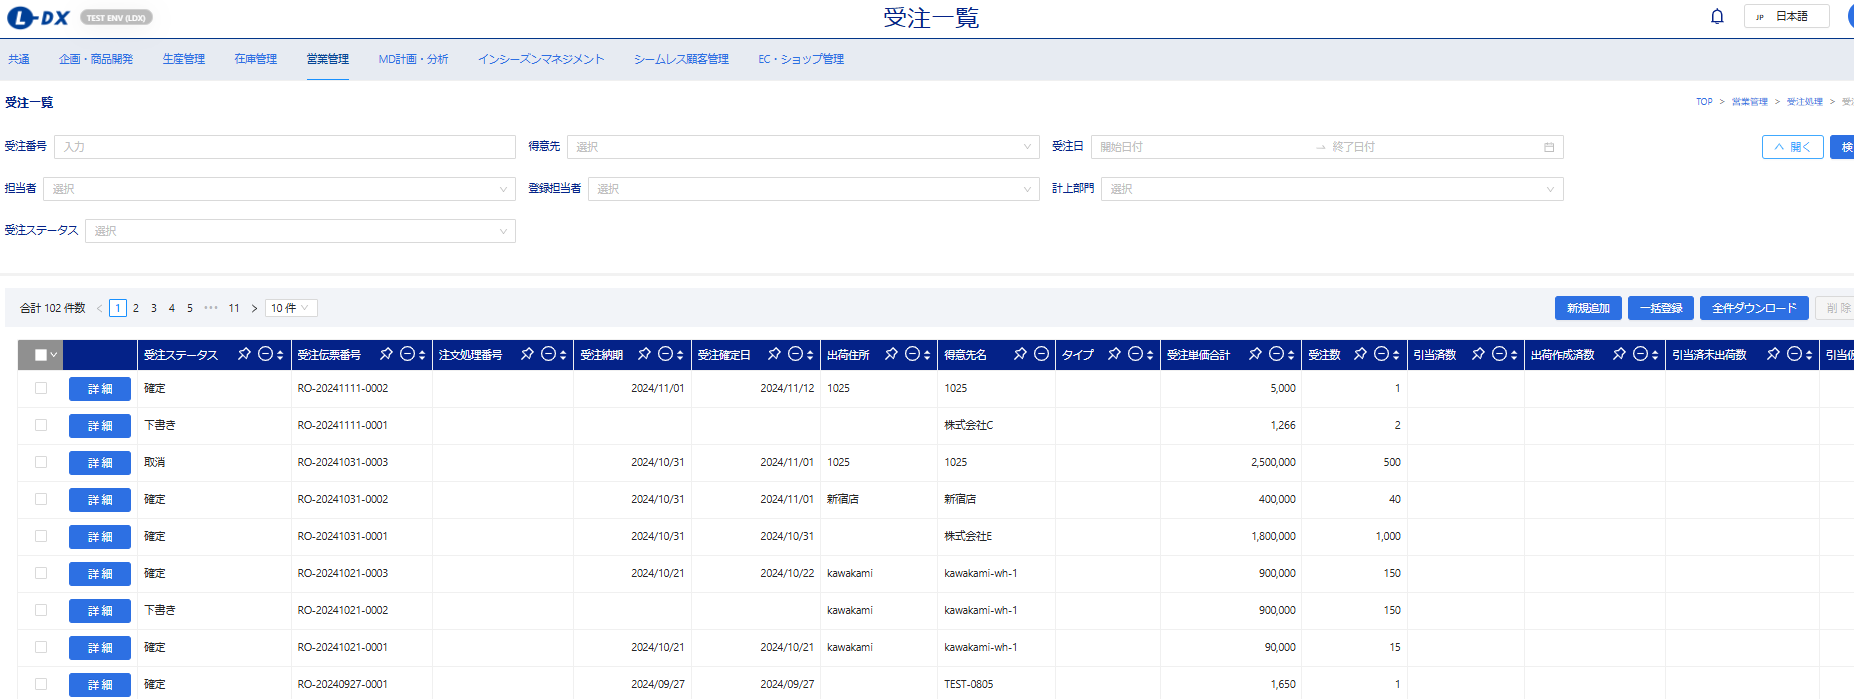 L-DX TEST ENV (LDX) 受注一覧 JP 日本語
共通 企画・商品開発 生産管理 在庫管理 営業管理 MD計画・分析 インシーズンマネジメント シームレス顧客管理 EC・ショップ管理
受注一覧 TOP > 営業管理 > 受注処理 > 受
受注番号 入力 得意先 選択 受注日 開始日付 → 終了日付 開く 検
担当者 選択 登録担当者 選択 計上部門 選択
受注ステータス 選択
合計 102 件数 < 1 2 3 4 5 ••• 11 > 10 件 新規追加 一括登録 全件ダウンロード 削 除
受注ステータス 受注伝票番号 注文処理番号 受注納期 受注確定日 出荷住所 得意先名 タイプ 受注単価合計 受注数 引当済数 出荷作成済数 引当済未出荷数 引当
詳 細 確定 RO-20241111-0002 2024/11/01 2024/11/12 1025 1025 5,000 1
詳 細 下書き RO-20241111-0001 株式会社C 1,266 2
詳 細 取消 RO-20241031-0003 2024/10/31 2024/11/01 1025 1025 2,500,000 500
詳 細 確定 RO-20241031-0002 2024/10/31 2024/11/01 新宿店 新宿店 400,000 40
詳 細 確定 RO-20241031-0001 2024/10/31 2024/10/31 株式会社E 1,800,000 1,000
詳 細 確定 RO-20241021-0003 2024/10/21 2024/10/22 kawakami kawakami-wh-1 900,000 150
詳 細 下書き RO-20241021-0002 kawakami kawakami-wh-1 900,000 150
詳 細 確定 RO-20241021-0001 2024/10/21 2024/10/21 kawakami kawakami-wh-1 90,000 15
詳 細 確定 RO-20240927-0001 2024/09/27 2024/09/27 TEST-0805 1,650 1